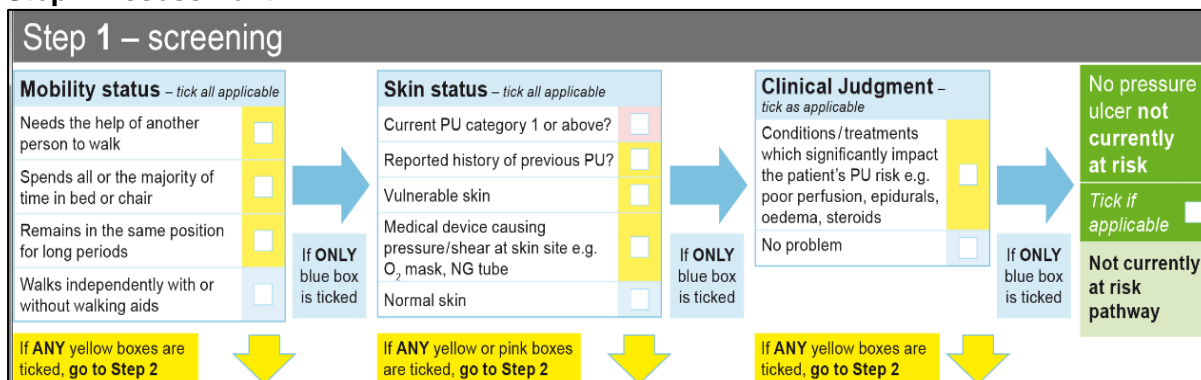 Step 1 – screening
Mobility status – tick all applicable
Needs the help of another
person to walk
Spends all or the majority of
time in bed or chair
Remains in the same position
for long periods
Walks independently with or
without walking aids
If ANY yellow boxes are
ticked, go to Step 2
If ONLY
blue box
is ticked
Skin status – tick all applicable
Current PU category 1 or above?
Reported history of previous PU?
Vulnerable skin
Medical device causing
pressure/shear at skin site e.g.
O2 mask, NG tube
Normal skin
If ANY yellow or pink boxes
are ticked, go to Step 2
If ONLY
blue box
is ticked
Clinical Judgment –
tick as applicable
Conditions/treatments
which significantly impact
the patient's PU risk e.g.
poor perfusion, epidurals,
oedema, steroids
No problem
If ANY yellow boxes are
ticked, go to Step 2
If ONLY
blue box
is ticked
No pressure
ulcer not
currently
at risk
Tick if
applicable
Not currently
at risk
pathway